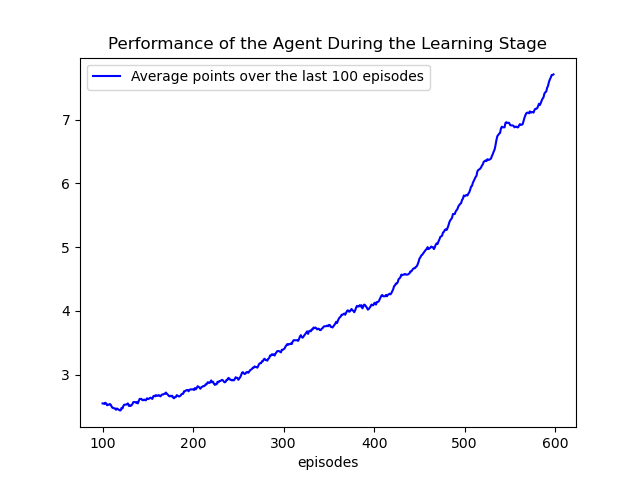 Performance of the Agent During the Learning Stage
Average points over the last 100 episodes
7
6
5
4
3
100 200 300 400 500 600
episodes